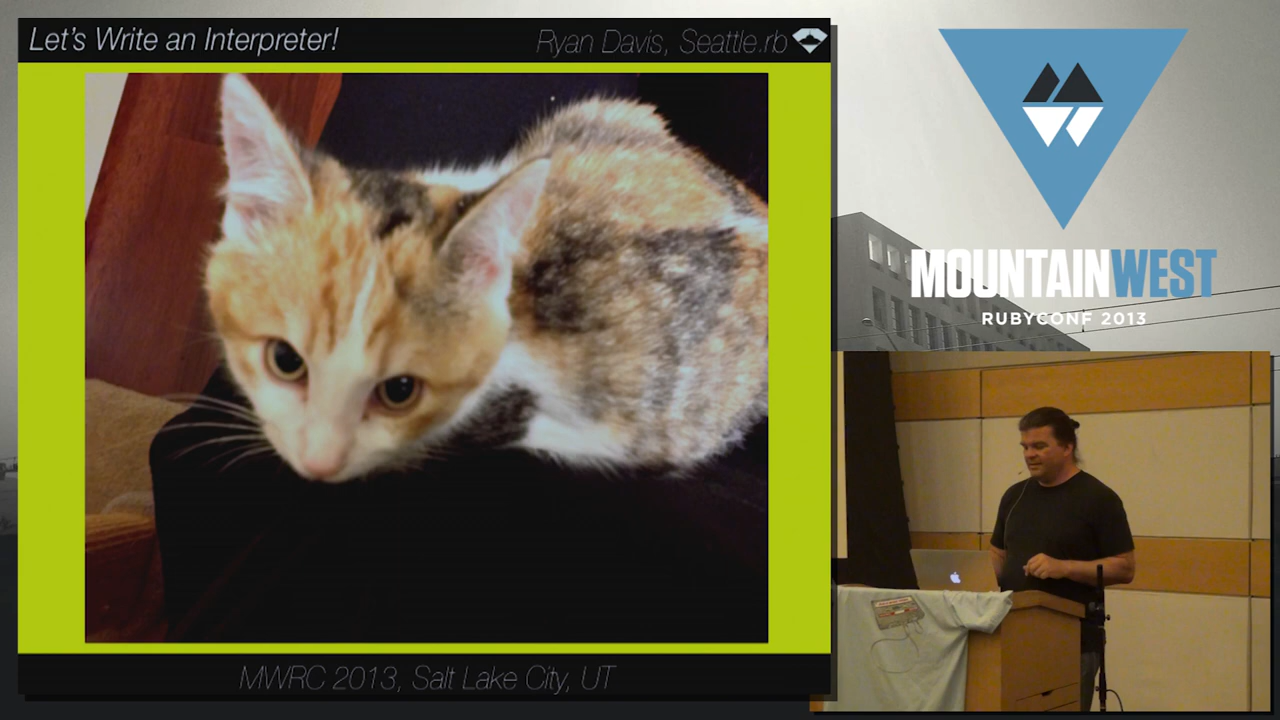 Let's Write an Interpreter!
Ryan Davis, Seattle.rb
MWRC 2013, Salt Lake City, UT
MOUNTAINWEST
RUBYCONF 2013